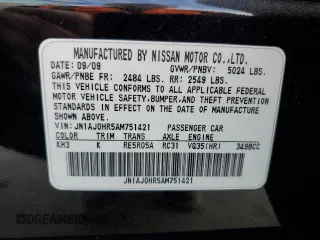 MANUFACTURED BY NISSAN MOTOR CO.,LTD.
DATE: 09/09 GVWR/PNBV: 5024 LBS.
GAWR/PNBE FR: 2484 LBS. RR: 2549 LBS.
THIS VEHICLE CONFORMS TO ALL APPLICABLE
FEDERAL MOTOR VEHICLE SAFETY, BUMPER, AND THEFT PREVENTION
STANDARDS IN EFFECT ON THE
DATE OF MANUFACTURE SHOWN ABOVE.
VIN: JN1AJ0HR5AM751421 PASSENGER CAR
COLOR TRIM TRANS AXLE ENGINE
KH3 K RE5R05A RC31 VQ35(HR) 3498CC
JN1AJ0HR5AM751421
DREAMBID